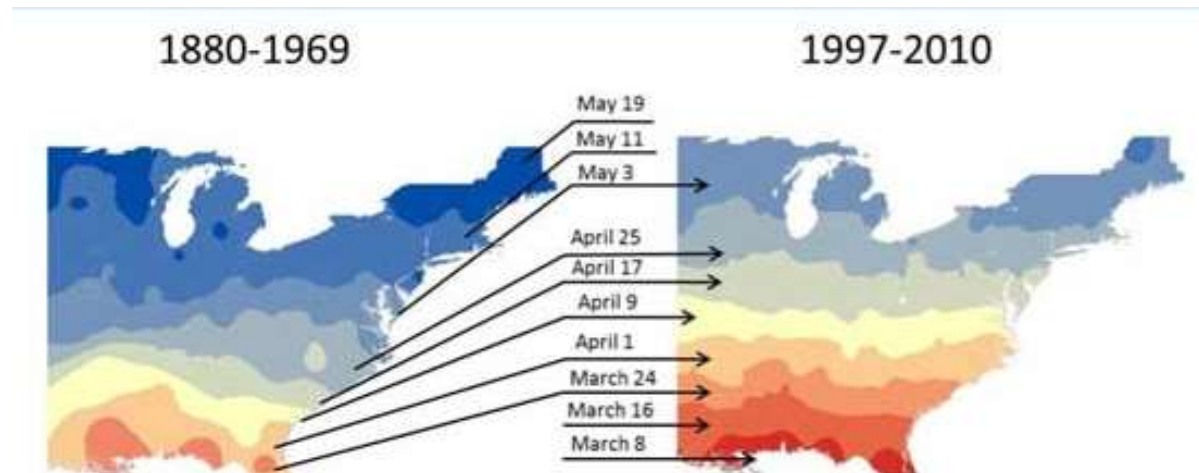 1880-1969
1997-2010
May 19
May 11
May 3
April 25
April 17
April 9
April 1
March 24
March 16
March 8